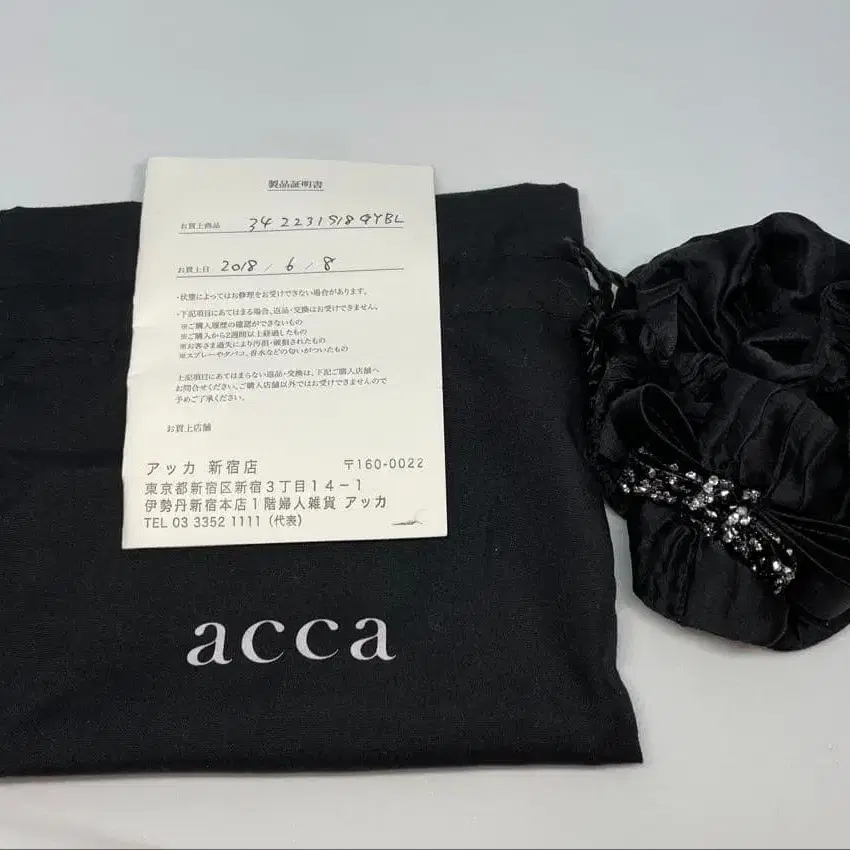 製品証明書
お買上商品 34 2231S18 GYBL
お買上日 2018 / 6 / 8
・状態によってはお修理をお受けできない場合があります。
・下記項目にあてはまる場合、返品・交換はお受けできません。
※ご購入履歴の確認ができないもの
※ご購入から2週間以上経過したもの
※お客さま過失により汚損・破損されたもの
※スプレーやタバコ、香水などの匂いがついたもの
上記項目にあてはまらない返品・交換は、下記ご購入店舗へ
お問合せください。ご購入店舗以外ではお受けできませんので
予めご了承ください。
お買上店舗
アッカ 新宿店 〒160-0022
東京都新宿区新宿3丁目14-1
伊勢丹新宿本店1階婦人雑貨 アッカ
TEL 03 3352 1111 (代表)
acca